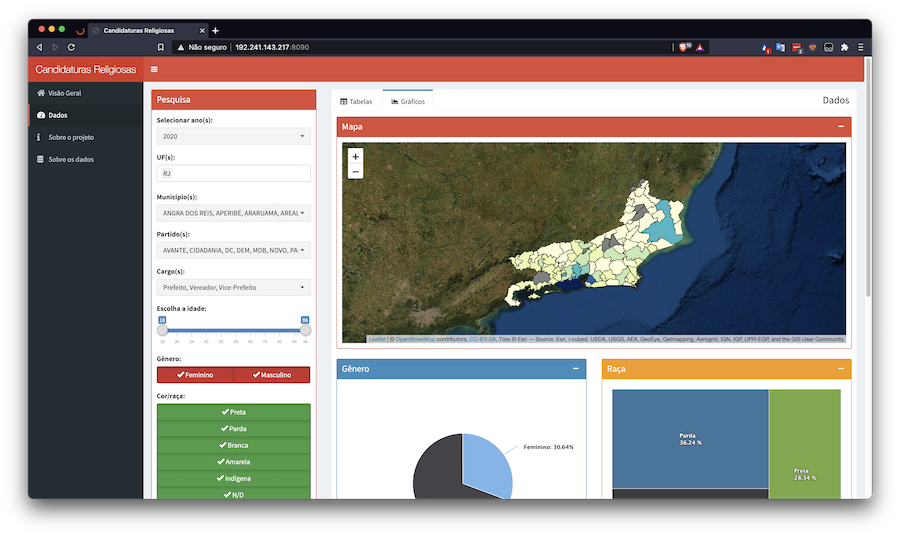 Candidaturas Religiosas
Não seguro | 192.241.143.217:8090
Candidaturas Religiosas
Visão Geral
Dados
Sobre o projeto
Sobre os dados
Pesquisa
Selecionar ano(s):
2020
UF(s):
RJ
Município(s):
ANGRA DOS REIS, APERIBÉ, ARARUAMA, AREAL
Partido(s):
AVANTE, CIDADANIA, DC, DEM, MDB, NOVO, PA
Cargo(s):
Prefeito, Vereador, Vice-Prefeito
Escolha a idade:
18 96
Gênero:
Feminino Masculino
Cor/raça:
Preta
Parda
Branca
Amarela
Indígena
N/D
Tabelas Gráficos Dados
Mapa
+
−
Leaflet | © OpenStreetMap contributors, CC-BY-SA, Tiles © Esri — Source: Esri, i-cubed, USDA, USGS, AEX, GeoEye, Getmapping, Aerogrid, IGN, IGP, UPR-EGP, and the GIS User Community
Gênero
Feminino: 30.64%
Raça
Parda
36.24 %
Preta
28.14 %